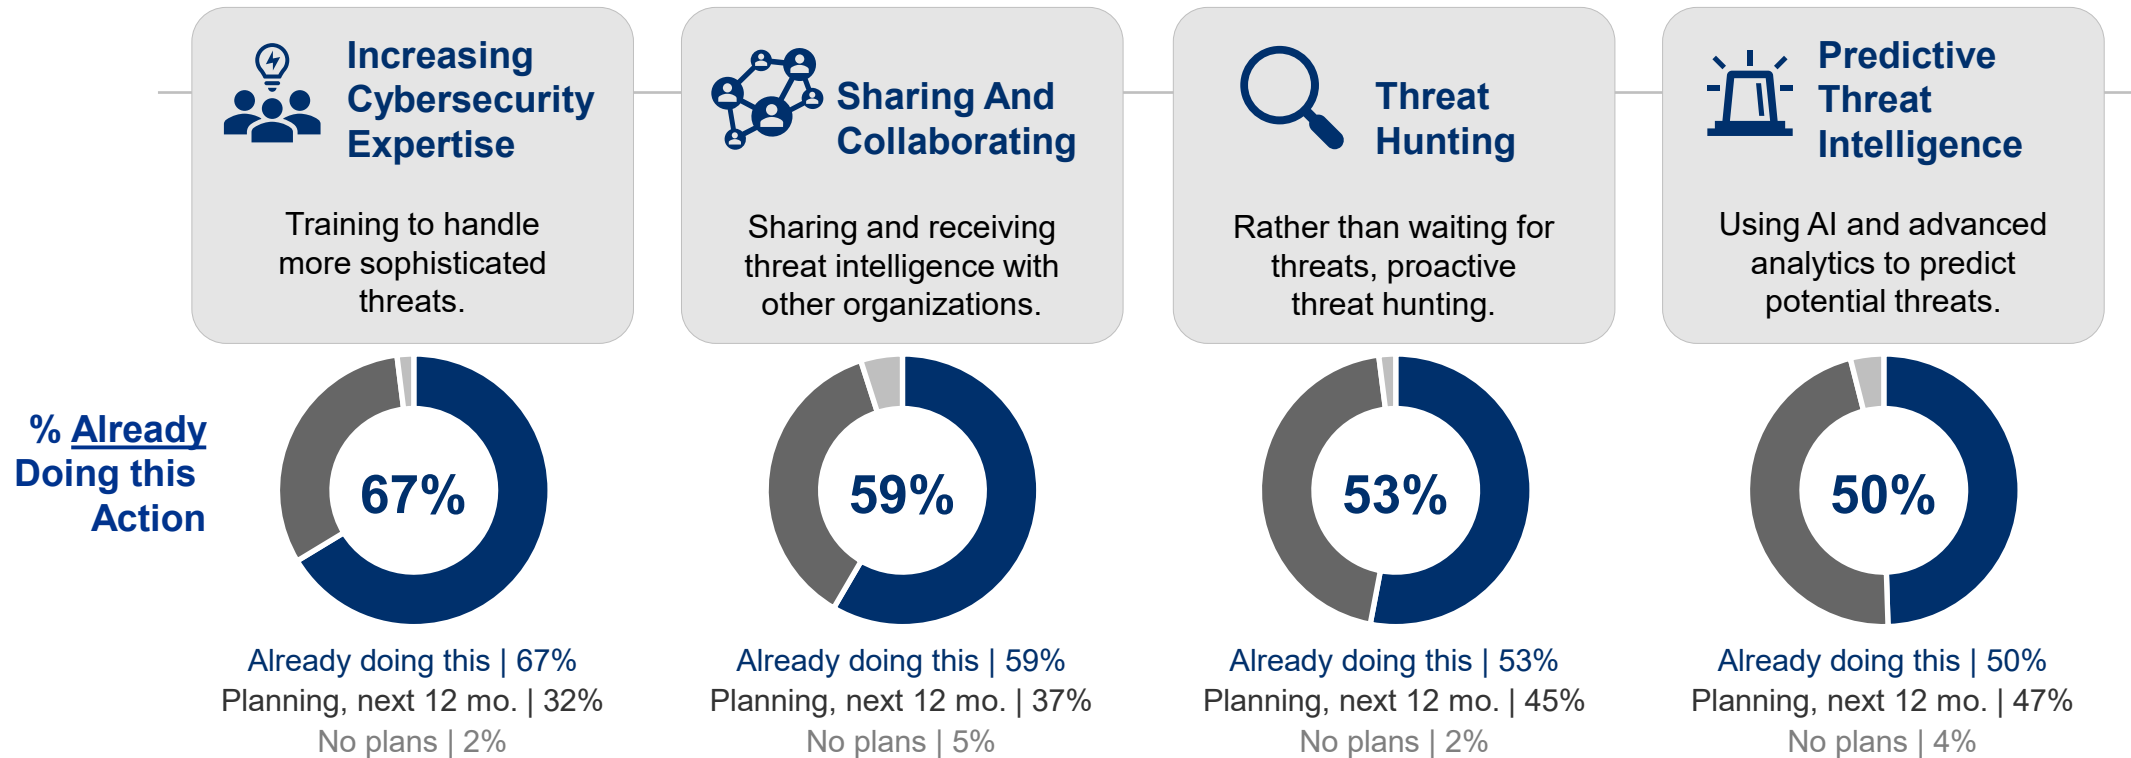 Increasing
Cybersecurity
Expertise
Training to handle
more sophisticated
threats.
Sharing And
Collaborating
Sharing and receiving
threat intelligence with
other organizations.
Threat
Hunting
Rather than waiting for
threats, proactive
threat hunting.
Predictive
Threat
Intelligence
Using AI and advanced
analytics to predict
potential threats.
% Already
Doing this
Action
67%
59%
53%
50%
Already doing this | 67%
Planning, next 12 mo. | 32%
No plans | 2%
Already doing this | 59%
Planning, next 12 mo. | 37%
No plans | 5%
Already doing this | 53%
Planning, next 12 mo. | 45%
No plans | 2%
Already doing this | 50%
Planning, next 12 mo. | 47%
No plans | 4%